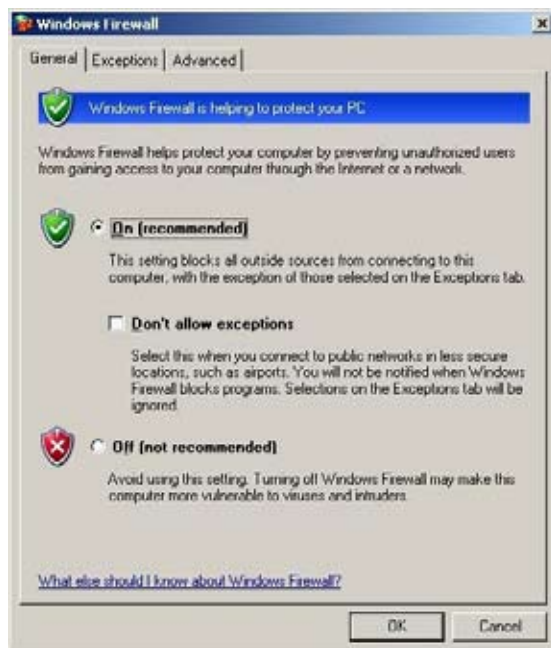 Windows Firewall
General Exceptions Advanced
Windows Firewall is helping to protect your PC
Windows Firewall helps protect your computer by preventing unauthorized users
from gaining access to your computer through the Internet or a network.
On (recommended)
This setting blocks all outside sources from connecting to this
computer, with the exception of those selected on the Exceptions tab.
Don't allow exceptions
Select this when you connect to public networks in less secure
locations, such as airports. You will not be notified when Windows
Firewall blocks programs. Selections on the Exceptions tab will be
ignored.
Off (not recommended)
Avoid using this setting. Turning off Windows Firewall may make this
computer more vulnerable to viruses and intruders.
What else should I know about Windows Firewall?
OK Cancel